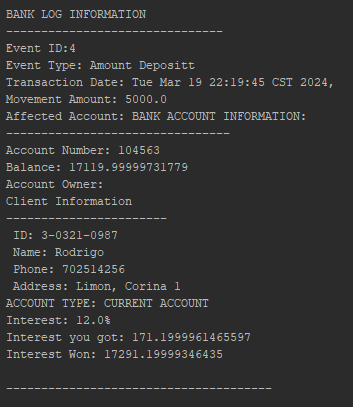 BANK LOG INFORMATION
-------------------------------
Event ID:4
Event Type: Amount Depositt
Transaction Date: Tue Mar 19 22:19:45 CST 2024,
Movement Amount: 5000.0
Affected Account: BANK ACCOUNT INFORMATION:
--------------------------------
Account Number: 104563
Balance: 17119.99999731779
Account Owner:
Client Information
-----------------------
ID: 3-0321-0987
Name: Rodrigo
Phone: 702514256
Address: Limon, Corina 1
ACCOUNT TYPE: CURRENT ACCOUNT
Interest: 12.0%
Interest you got: 171.1999961465597
Interest Won: 17291.19999346435
--------------------------------------